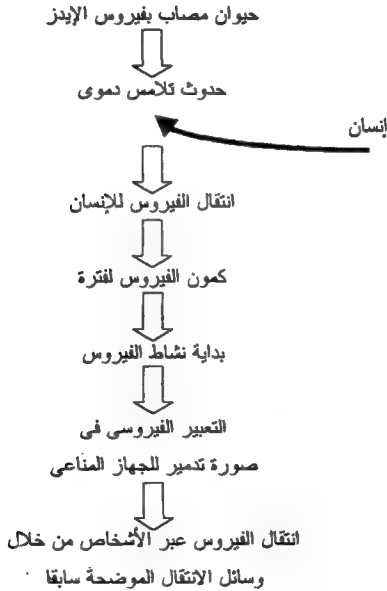 حيوان مصاب بفيروس الإيدز
حدوث تلامس دموى
إنسان
انتقال الفيروس للإنسان
كمون الفيروس لفترة
بداية نشاط الفيروس
التعبير الفيروسى فى
صورة تدمير للجهاز المناعى
انتقال الفيروس عبر الأشخاص من خلال
وسائل الانتقال الموضحة سابقا